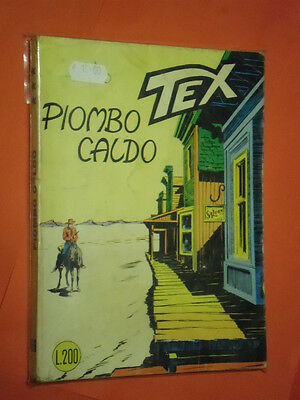 TEX
PIOMBO
CALDO
SALOON
L.200